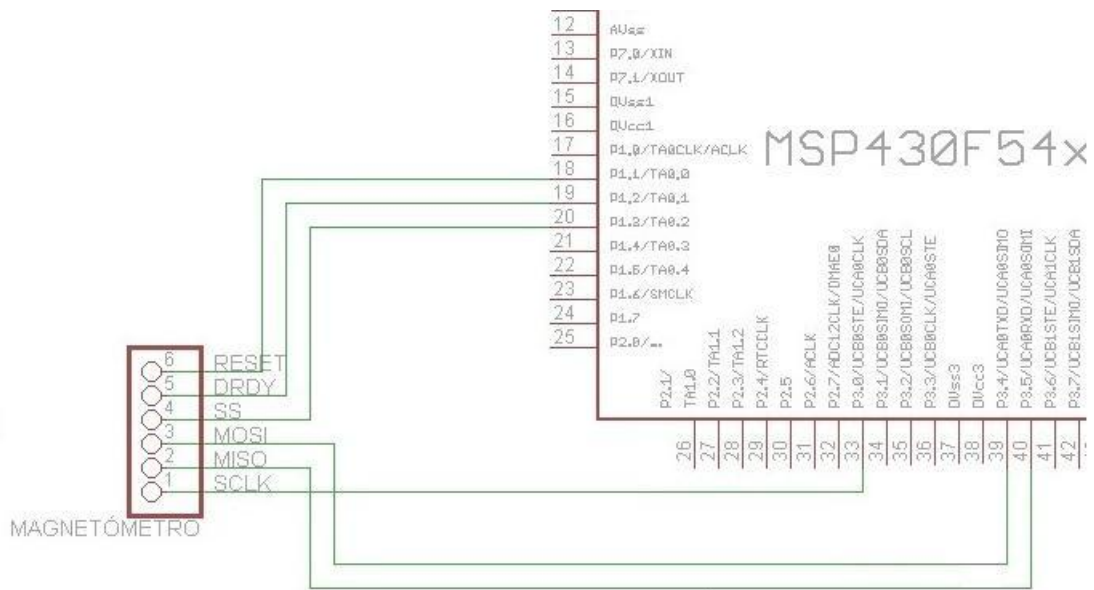 12 AVss
13 P7.0/XIN
14 P7.1/XOUT
15 DVss1
16 DVcc1
17 P1.0/TA0CLK/ACLK
MSP430F54x
18 P1.1/TA0.0
19 P1.2/TA0.1
20 P1.3/TA0.2
21 P1.4/TA0.3
22 P1.5/TA0.4
23 P1.6/SMCLK
24 P1.7
25 P2.0/...
P2.1/
TA1.0
P2.2/TA1.1
P2.3/TA1.2
P2.4/RTCCLK
P2.5
P2.6/ACLK
P2.7/ADC12CLK/DMAE0
P3.0/UCB0STE/UCA0CLK
P3.1/UCB0SIMO/UCB0SDA
P3.2/UCB0SOMI/UCB0SCL
P3.3/UCB0CLK/UCA0STE
DVss3
DVcc3
P3.4/UCA0TXD/UCA0SIMO
P3.5/UCA0RXD/UCA0SOMI
P3.6/UCB1STE/UCA1CLK
P3.7/UCB1SIMO/UCB1SDA
26 27 28 29 30 31 32 33 34 35 36 37 38 39 40 41 42
6 RESET
5 DRDY
4 SS
3 MOSI
2 MISO
1 SCLK
MAGNETÓMETRO